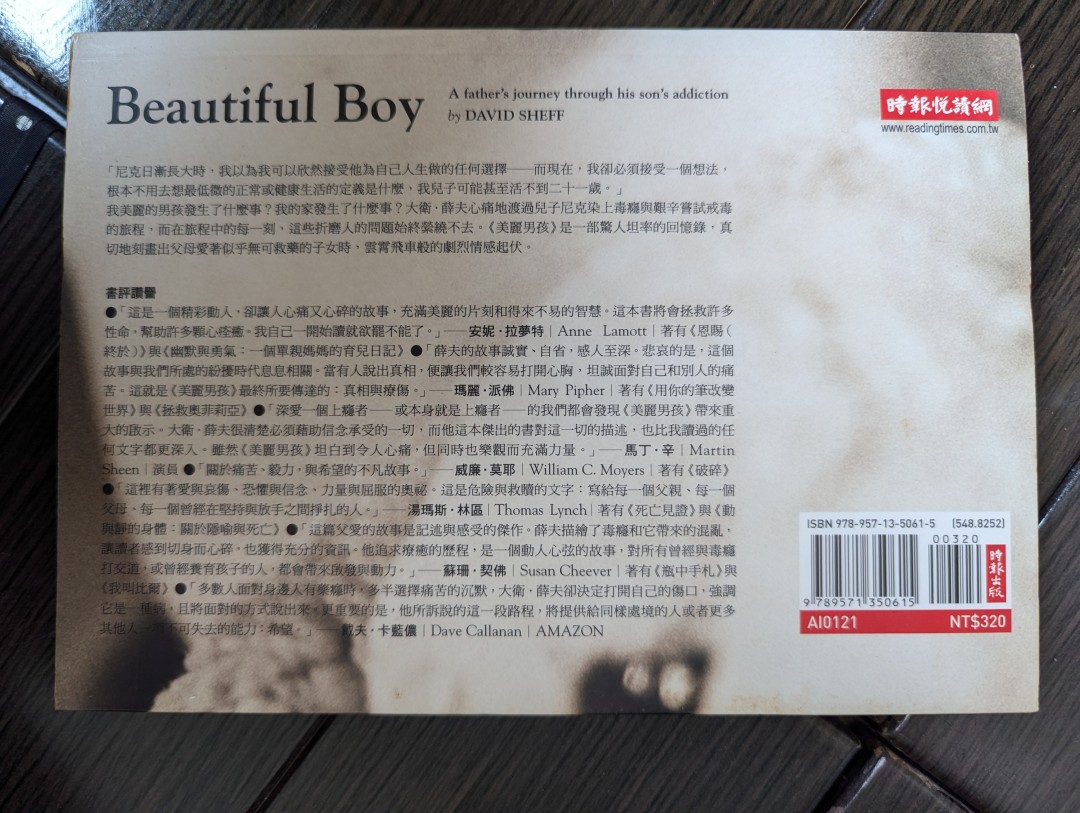 Beautiful Boy
A father's journey through his son's addiction
by DAVID SHEFF
時報悅讀網
www.readingtimes.com.tw
「尼克日漸長大時，我以為我可以欣然接受他為自己人生做的任何選擇——而現在，我卻必須接受一個想法，
根本不用去想最低微的正常或健康生活的定義是什麼，我兒子可能甚至活不到二十一歲。」
我美麗的男孩發生了什麼事？我的家發生了什麼事？大衛·薛夫心痛地渡過兒子尼克染上毒癮與艱辛嘗試戒毒
的旅程，而在旅程中的每一刻，這些折磨人的問題始終縈繞不去。《美麗男孩》是一部驚人坦率的回憶錄，真
切地刻畫出父母愛著似乎無可救藥的子女時，雲霄飛車般的劇烈情感起伏。
書評讚譽
●「這是一個精彩動人，卻讓人心痛又心碎的故事，充滿美麗的片刻和得來不易的智慧。這本書將會拯救許多
性命，幫助許多顆心痊癒。我自己一開始讀就欲罷不能了。」——安妮·拉夢特｜Anne Lamott｜著有《恩賜（
終於）》與《幽默與勇氣：一個單親媽媽的育兒日記》●「薛夫的故事誠實、自省，感人至深。悲哀的是，這個
故事與我們所處的紛擾時代息息相關。當有人說出真相，便讓我們較容易打開心胸，坦誠面對自己和別人的痛
苦。這就是《美麗男孩》最終所要傳達的：真相與療傷。」——瑪麗·派佛｜Mary Pipher｜著有《用你的筆改變
世界》與《拯救奧菲莉亞》●「深愛一個上癮者——或本身就是上癮者——的我們都會發現《美麗男孩》帶來重
大的啟示。大衛·薛夫很清楚必須藉助信念承受的一切，而他這本傑出的書對這一切的描述，也比我讀過的任
何文字都更深入。雖然《美麗男孩》坦白到令人心痛，但同時也樂觀而充滿力量。」——馬丁·辛｜Martin
Sheen｜演員 ●「關於痛苦、毅力，與希望的不凡故事。」——威廉·莫耶｜William C. Moyers｜著有《破碎》
●「這裡有著愛與哀傷、恐懼與信念、力量與屈服的奧祕。這是危險與救贖的文字：寫給每一個父親、每一個
父母、每一個曾經在堅持與放手之間掙扎的人。」——湯瑪斯·林區｜Thomas Lynch｜著有《死亡見證》與《動
與靜的身體：關於隱喻與死亡》●「這篇父愛的故事是記述與感受的傑作。薛夫描繪了毒癮和它帶來的混亂，
讓讀者感到切身而心碎，也獲得充分的資訊。他追求療癒的歷程，是一個動人心弦的故事，對所有曾經與毒癮
打交道，或曾經養育孩子的人，都會帶來啟發與動力。」——蘇珊·契佛｜Susan Cheever｜著有《瓶中手札》與
《我叫比爾》●「多數人面對身邊人有藥癮時，多半選擇痛苦的沉默，大衛·薛夫卻決定打開自己的傷口，強調
它是一種病，且將面對的方式說出來。更重要的是，他所訴說的這一段路程，將提供給同樣處境的人或者更多
其他人一種不可失去的能力：希望。」——戴夫·卡藍儂｜Dave Callanan｜AMAZON
ISBN 978-957-13-5061-5 (548.8252)
00320
9 789571 350615
時報出版
AI0121 NT$320